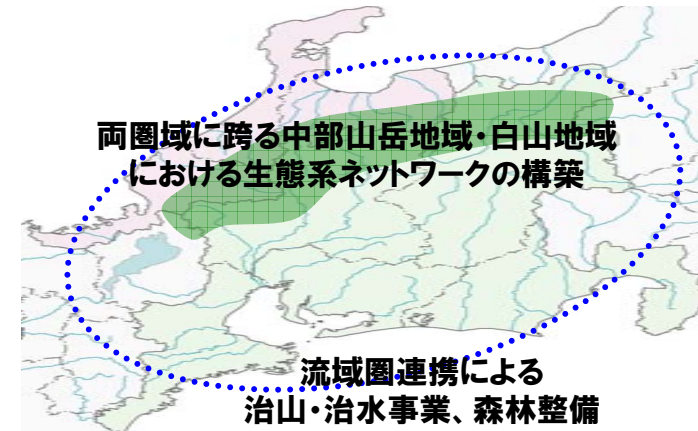 両圏域に跨る中部山岳地域・白山地域
における生態系ネットワークの構築
流域圏連携による
治山・治水事業、森林整備